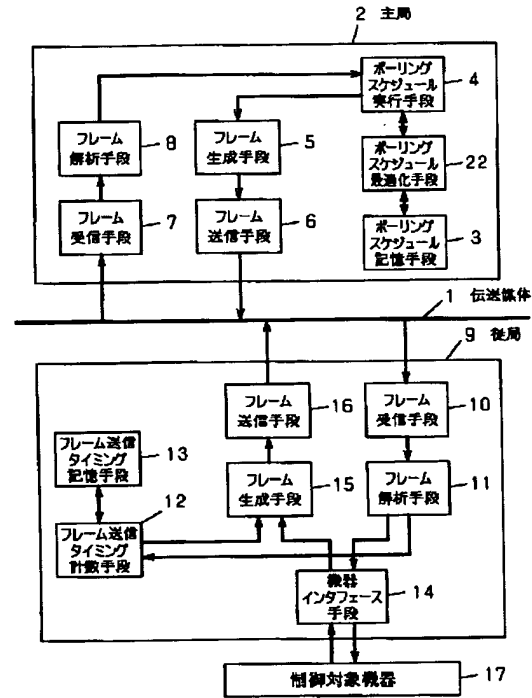 2 主局
ポーリング
スケジュール
実行手段
4
フレーム
解析手段
8
フレーム
生成手段
5
ポーリング
スケジュール
最適化手段
22
フレーム
受信手段
7
フレーム
送信手段
6
ポーリング
スケジュール
記憶手段
3
1 伝送媒体
9 従局
フレーム
送信手段
16
フレーム
受信手段
10
フレーム送信
タイミング
記憶手段
13
フレーム
生成手段
15
フレーム
解析手段
11
12
フレーム送信
タイミング
計数手段
機器
インタフェース
手段
14
制御対象機器
17